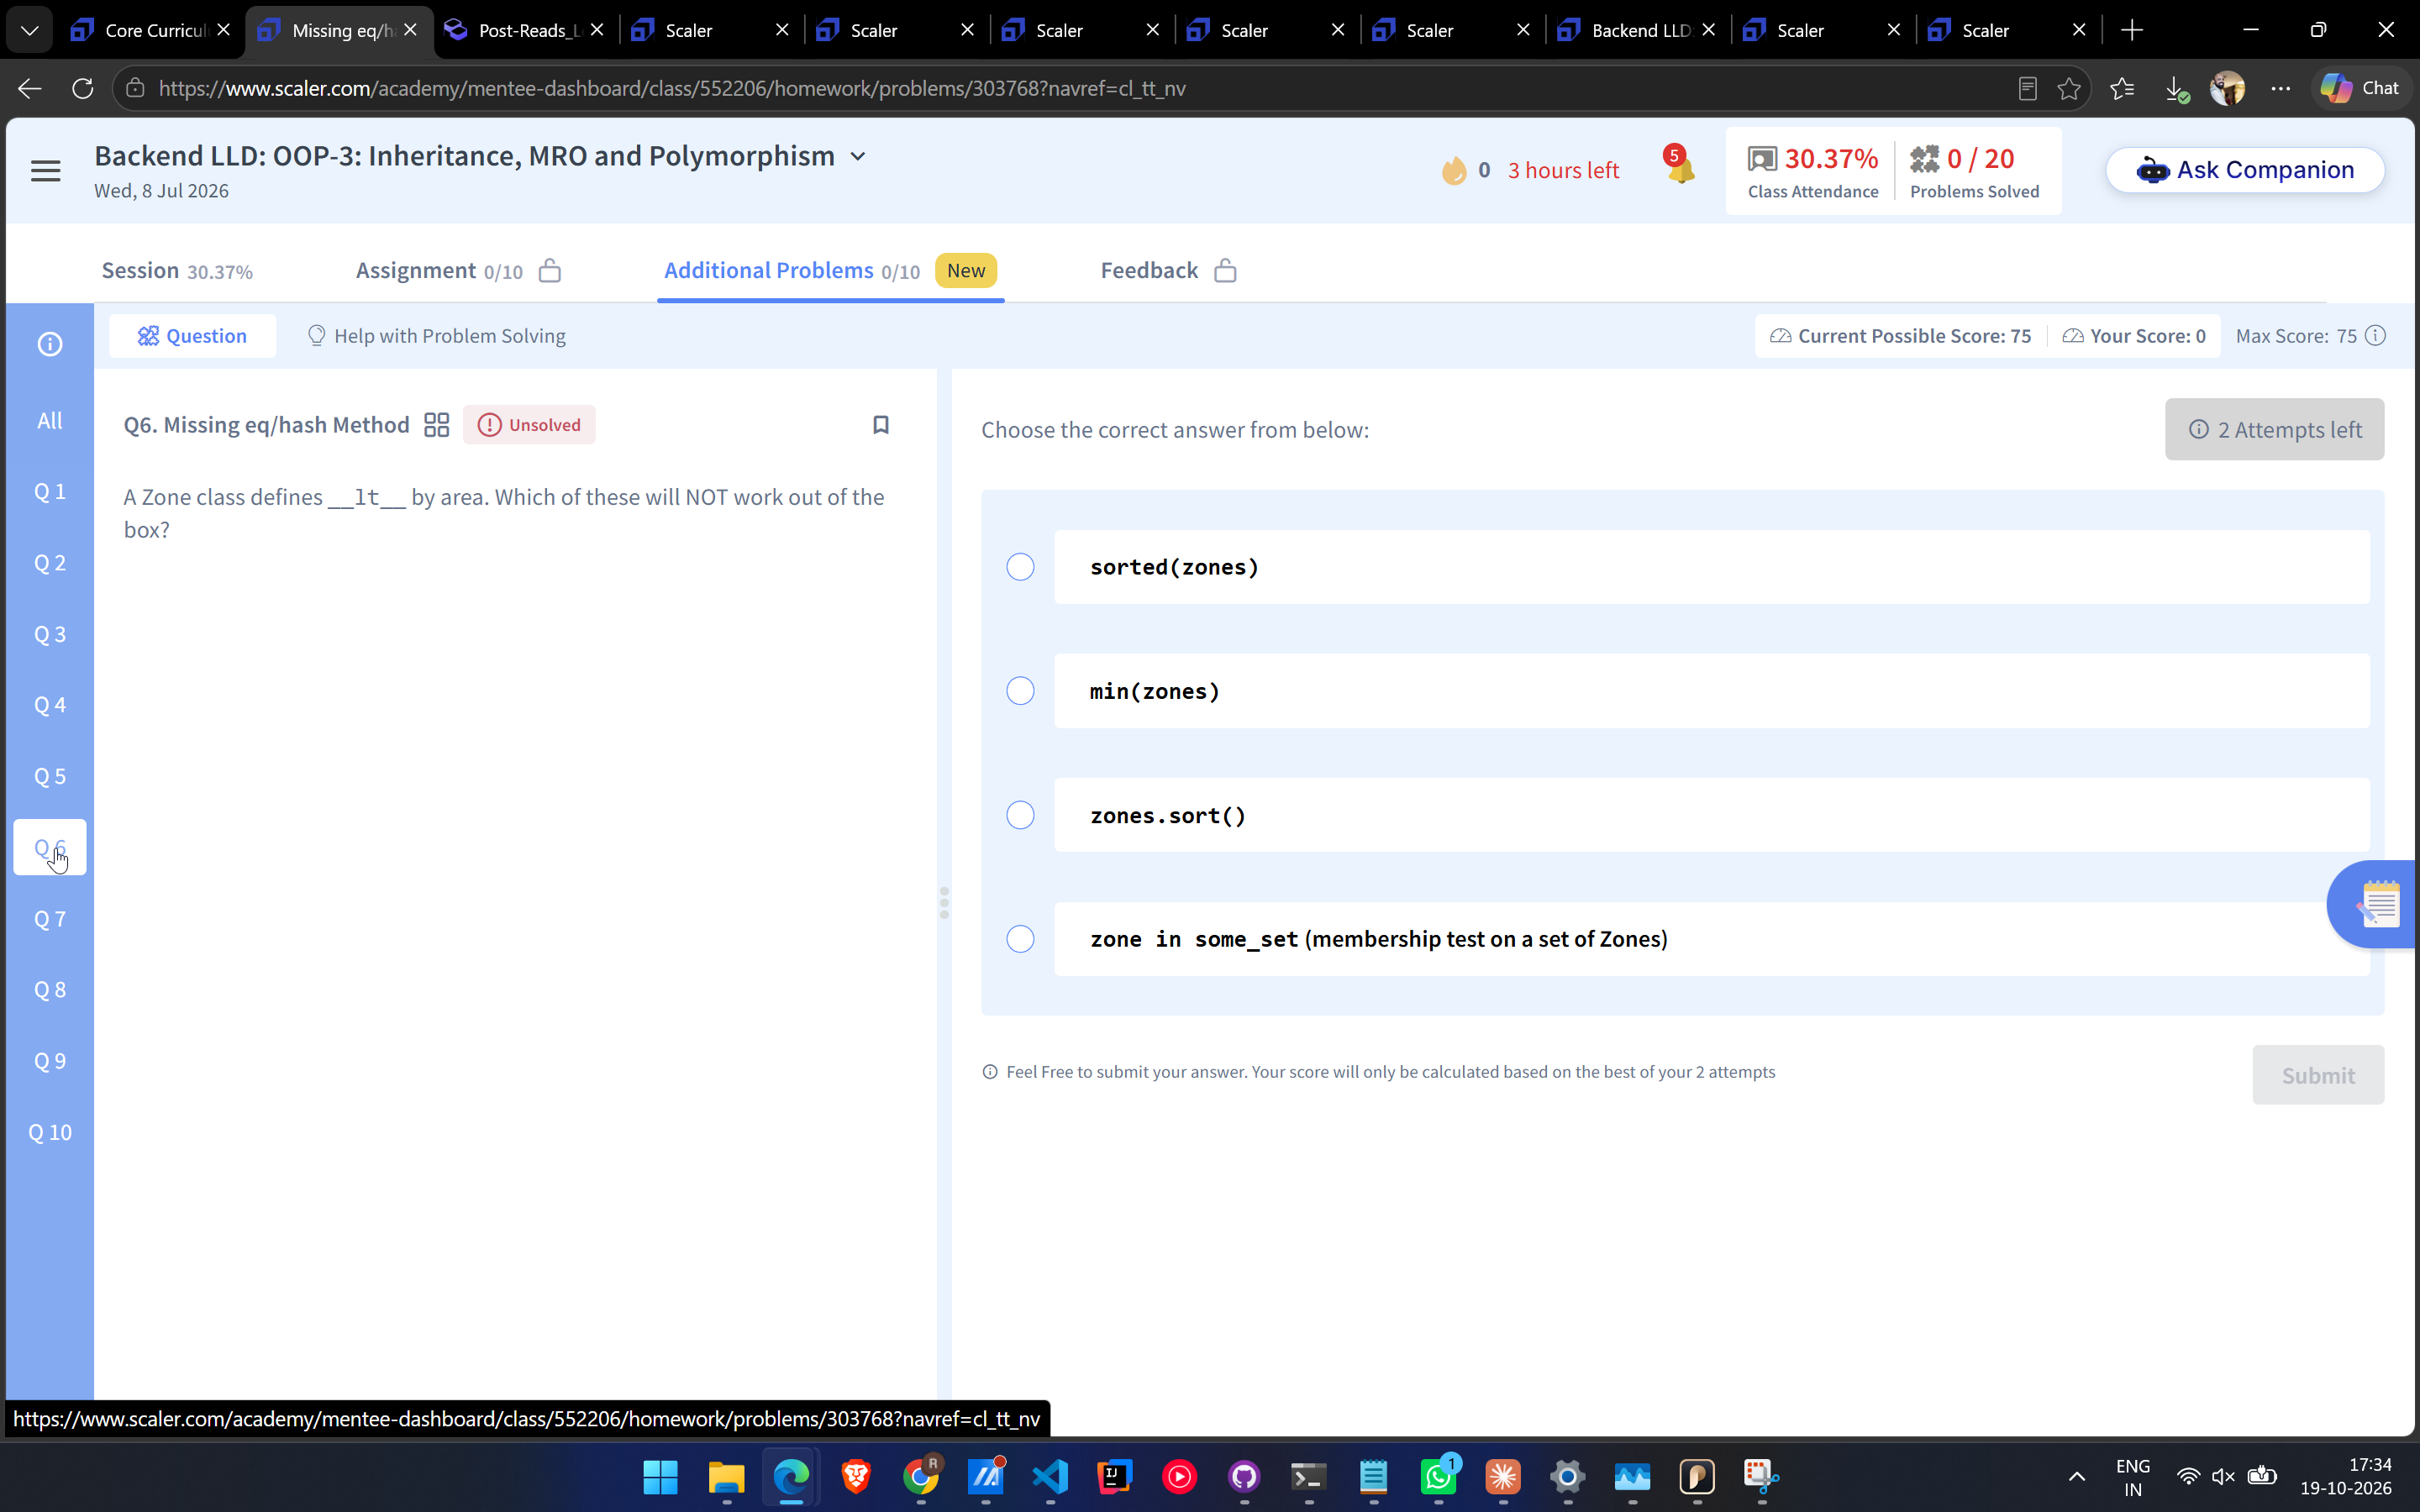 Core Curricul
Missing eq/h
Post-Reads_L
Scaler
Scaler
Scaler
Scaler
Scaler
Backend LLD:
Scaler
Scaler
https://www.scaler.com/academy/mentee-dashboard/class/552206/homework/problems/303768?navref=cl_tt_nv
Chat
Backend LLD: OOP-3: Inheritance, MRO and Polymorphism
Wed, 8 Jul 2026
0 3 hours left
5
30.37%
Class Attendance
0 / 20
Problems Solved
Ask Companion
Session 30.37%
Assignment 0/10
Additional Problems 0/10 New
Feedback
Question
Help with Problem Solving
Current Possible Score: 75
Your Score: 0
Max Score: 75
All
Q 1
Q 2
Q 3
Q 4
Q 5
Q 6
Q 7
Q 8
Q 9
Q 10
Q6. Missing eq/hash Method
Unsolved
A Zone class defines __lt__ by area. Which of these will NOT work out of the
box?
Choose the correct answer from below:
2 Attempts left
sorted(zones)
min(zones)
zones.sort()
zone in some_set (membership test on a set of Zones)
Feel Free to submit your answer. Your score will only be calculated based on the best of your 2 attempts
Submit
https://www.scaler.com/academy/mentee-dashboard/class/552206/homework/problems/303768?navref=cl_tt_nv
R
IJ
1
ENG
IN
17:34
19-10-2026